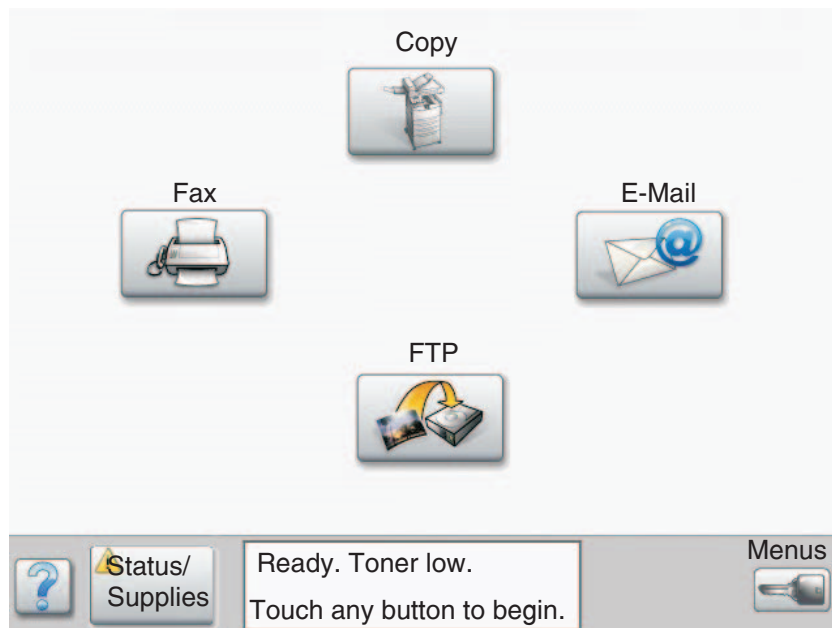 Copy
Fax
E-Mail
FTP
Status/
Supplies
Ready. Toner low.
Touch any button to begin.
Menus